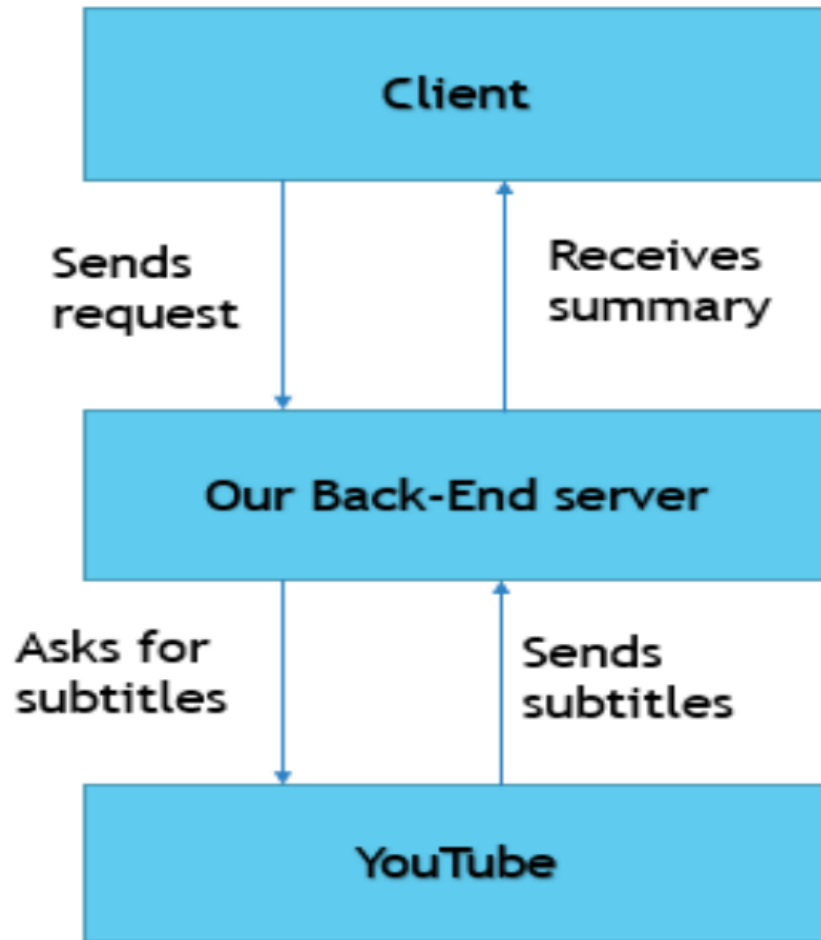 Client
Sends
request
Receives
summary
Our Back-End server
Asks for
subtitles
Sends
subtitles
YouTube